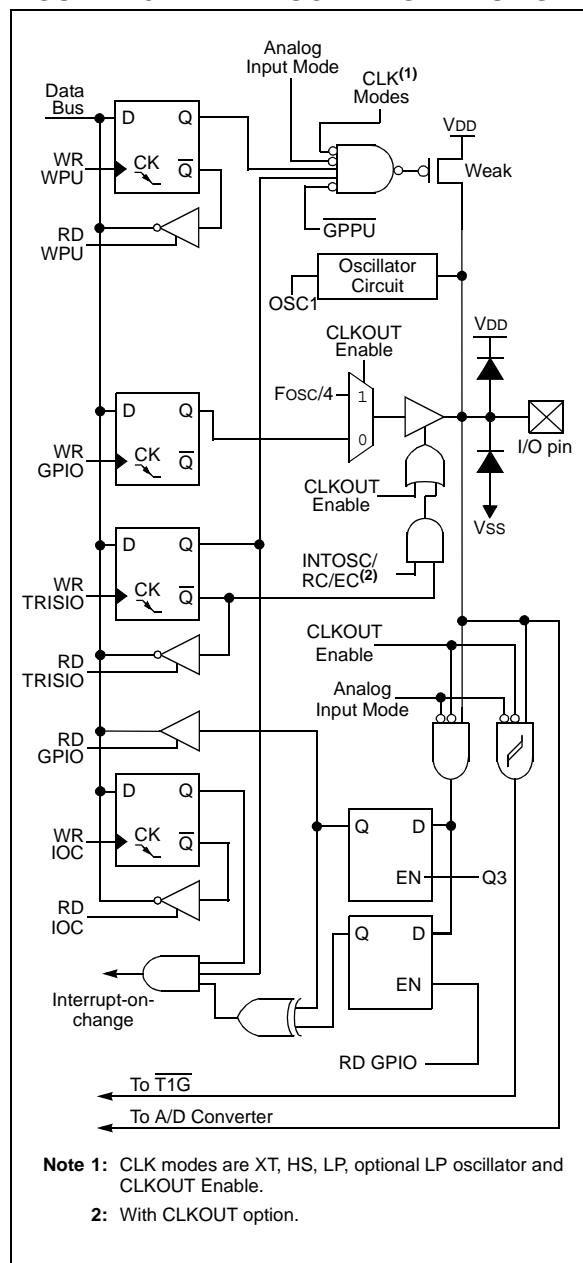 Analog
Input Mode
CLK(1)
Modes
Data
Bus
D Q
VDD
WR
WPU
CK Q
Weak
RD
WPU
GPPU
Oscillator
Circuit
OSC1
CLKOUT
Enable
VDD
FOSC/4
1
D Q
0
I/O pin
WR
GPIO
CK Q
CLKOUT
Enable
VSS
D Q
INTOSC/
RC/EC(2)
WR
TRISIO
CK Q
CLKOUT
Enable
RD
TRISIO
Analog
Input Mode
RD
GPIO
D Q
Q D
WR
IOC
CK Q
EN
Q3
RD
IOC
Q D
EN
Interrupt-on-
change
RD GPIO
To T1G
To A/D Converter
Note 1: CLK modes are XT, HS, LP, optional LP oscillator and
CLKOUT Enable.
2: With CLKOUT option.